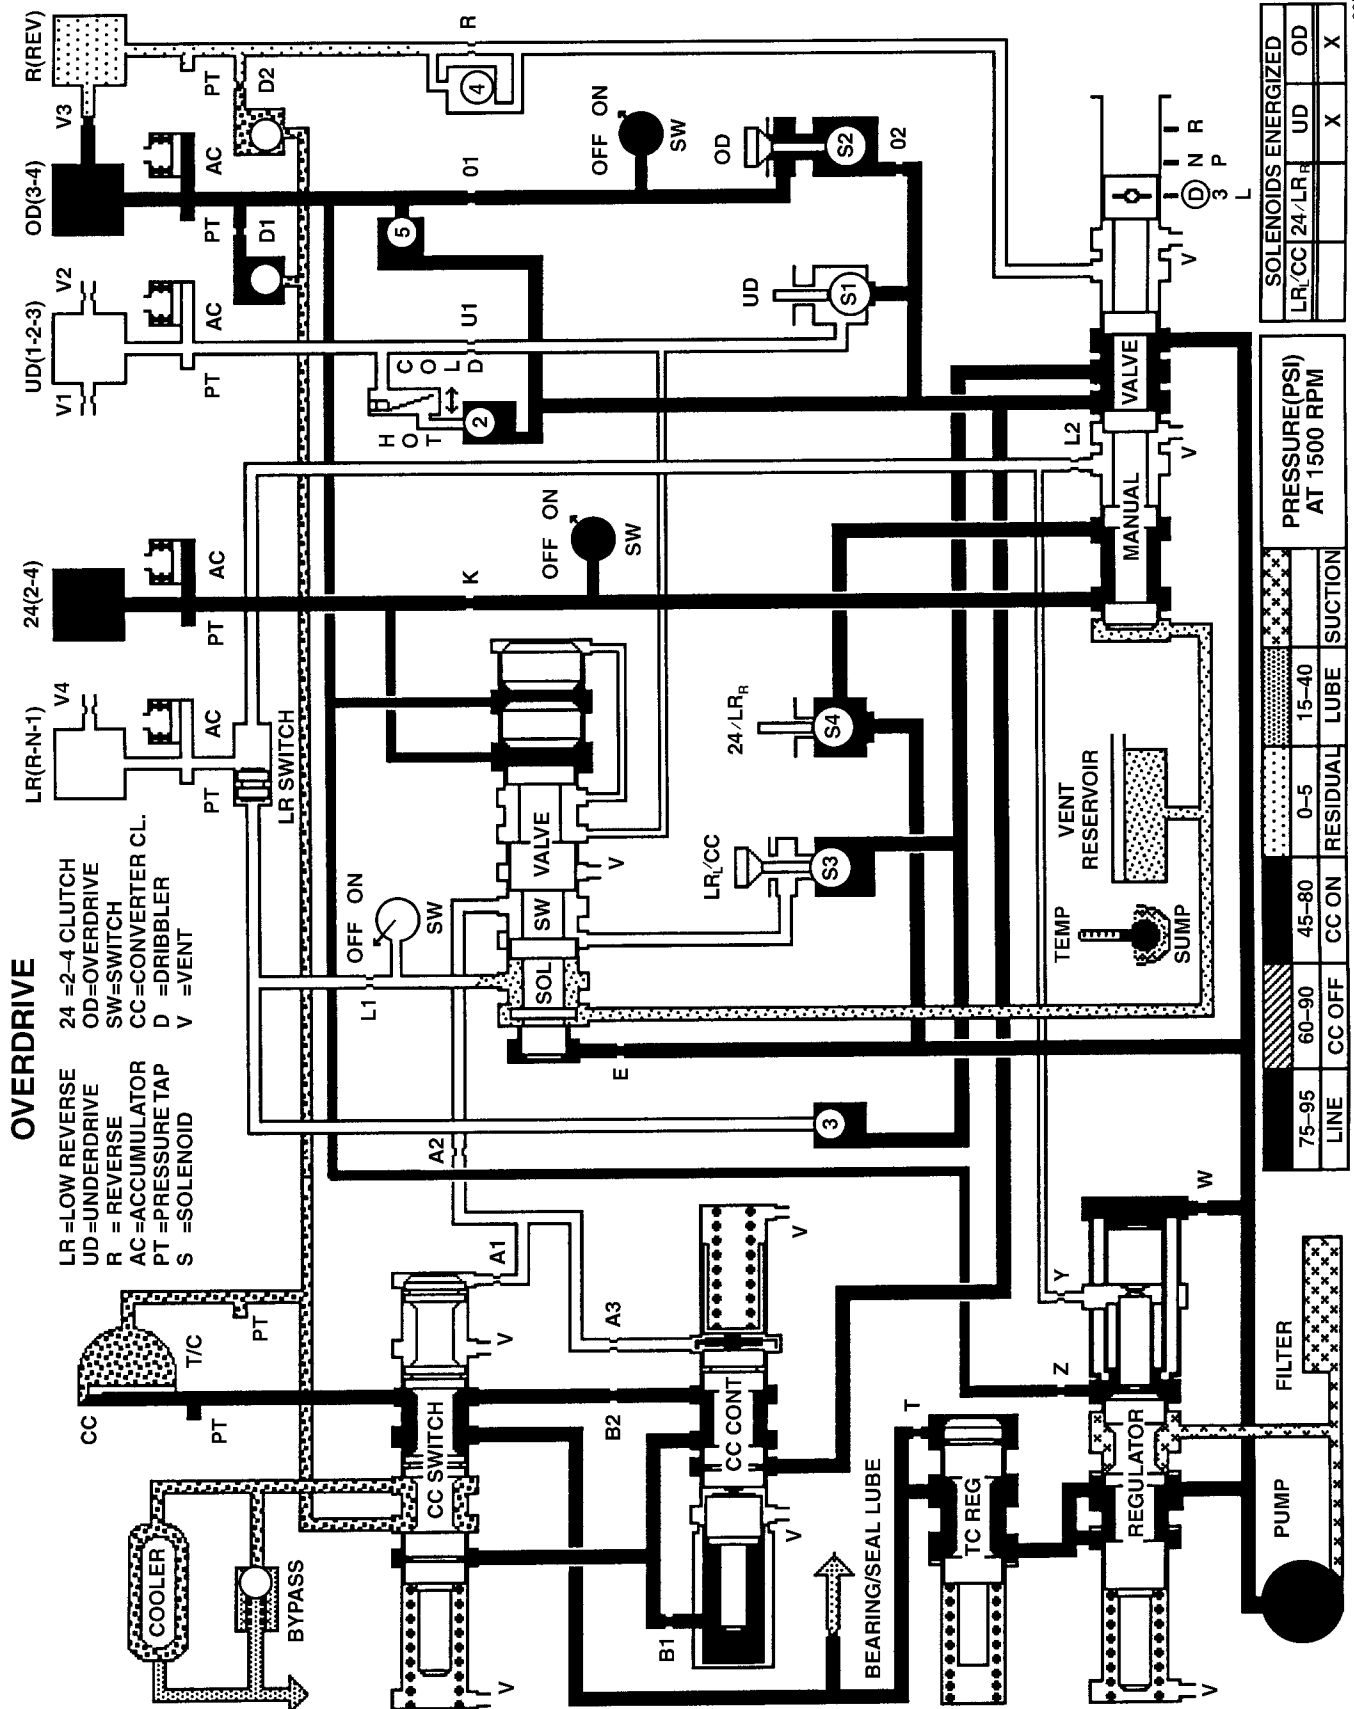 OVERDRIVE
LR =LOW REVERSE
UD =UNDERDRIVE
R = REVERSE
AC =ACCUMULATOR
PT =PRESSURE TAP
S =SOLENOID
24 =2-4 CLUTCH
OD=OVERDRIVE
SW=SWITCH
CC=CONVERTER CL.
D =DRIBBLER
V =VENT
LR(R-N-1)
V4
24(2-4)
UD(1-2-3)
V1
V2
OD(3-4)
V3
R(REV)
PT
AC
PT
AC
PT
AC
PT
AC
PT
D1
D2
LR SWITCH
COOLER
BYPASS
CC
T/C
PT
PT
CC SWITCH
V
V
A1
A2
A3
B1
B2
CC CONT
V
V
BEARING/SEAL LUBE
T
TC REG
Z
Y
W
REGULATOR
V
PUMP
FILTER
L1
OFF ON
SW
SOL
SW
VALVE
V
E
3
K
OFF ON
SW
HOT
COLD
2
U1
5
01
4
R
OFF ON
SW
OD
S2
02
UD
S1
LRL/CC
S3
24/LRR
S4
TEMP
SUMP
VENT
RESERVOIR
L2
MANUAL
VALVE
V
V
D
N
R
3
P
L
75-95
60-90
45-80
0-5
15-40
LINE
CC OFF
CC ON
RESIDUAL
LUBE
SUCTION
PRESSURE(PSI)
AT 1500 RPM
SOLENOIDS ENERGIZED
LRL/CC 24/LRR UD OD
X X